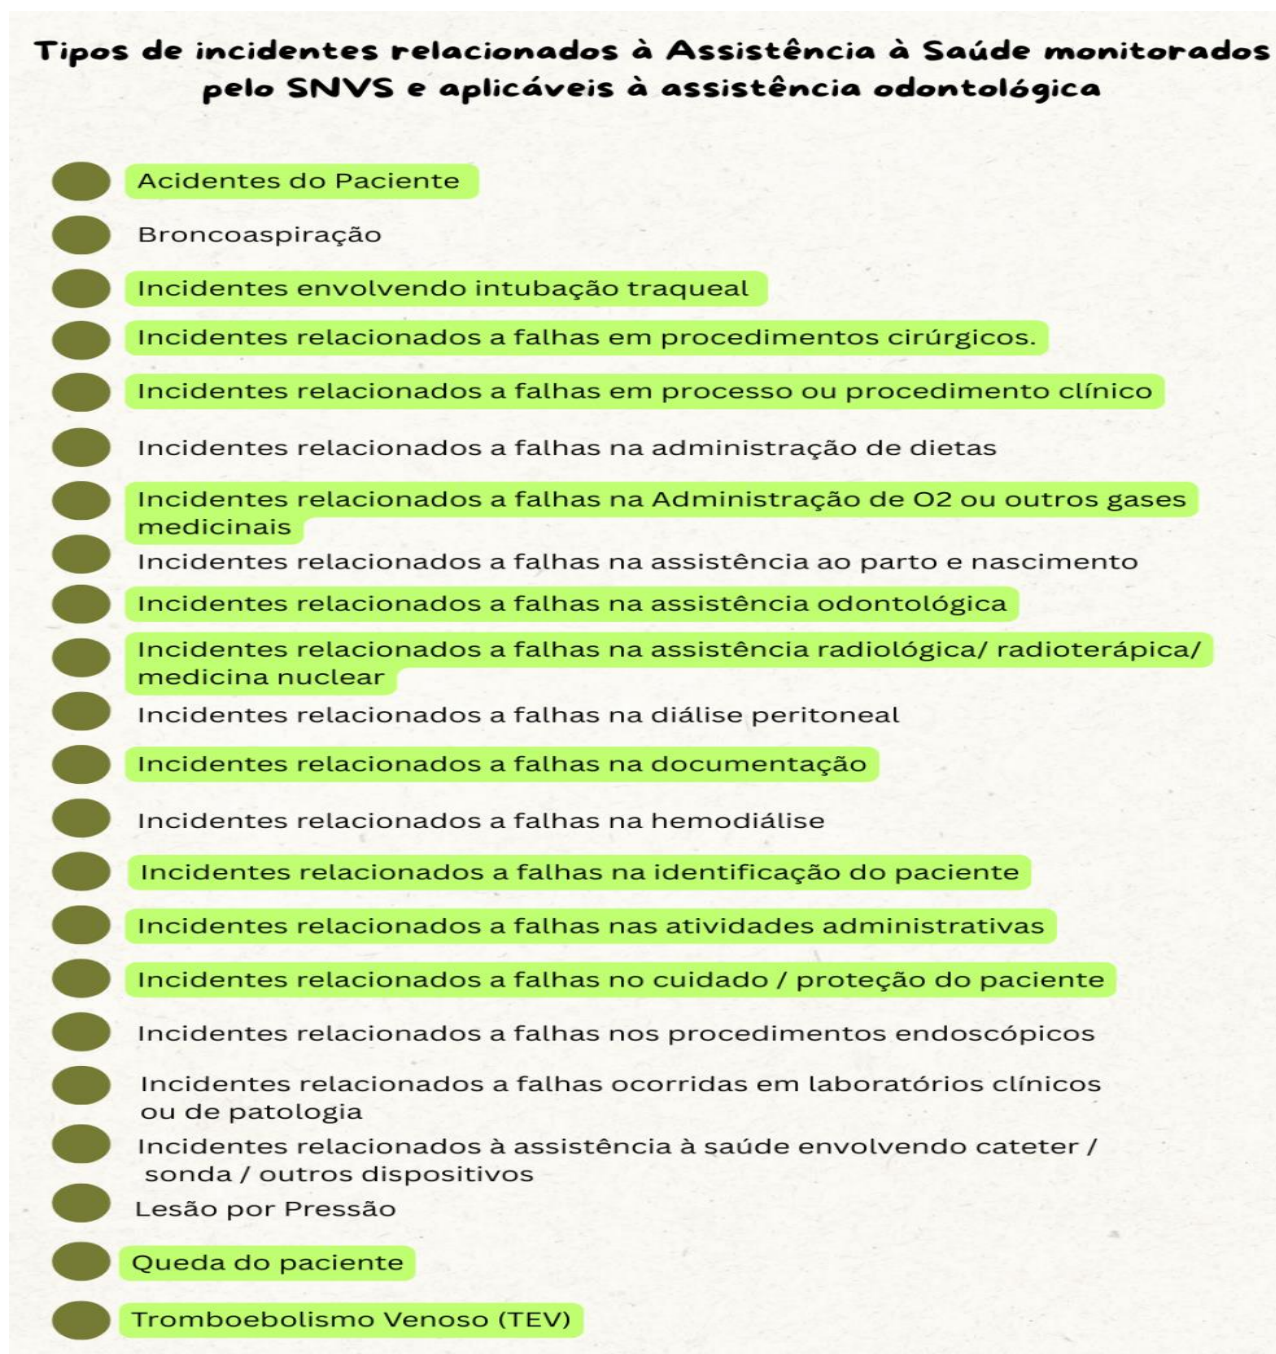 Tipos de incidentes relacionados à Assistência à Saúde monitorados
pelo SNVS e aplicáveis à assistência odontológica
Acidentes do Paciente
Broncoaspiração
Incidentes envolvendo intubação traqueal
Incidentes relacionados a falhas em procedimentos cirúrgicos.
Incidentes relacionados a falhas em processo ou procedimento clínico
Incidentes relacionados a falhas na administração de dietas
Incidentes relacionados a falhas na Administração de O2 ou outros gases
medicinais
Incidentes relacionados a falhas na assistência ao parto e nascimento
Incidentes relacionados a falhas na assistência odontológica
Incidentes relacionados a falhas na assistência radiológica/ radioterápica/
medicina nuclear
Incidentes relacionados a falhas na diálise peritoneal
Incidentes relacionados a falhas na documentação
Incidentes relacionados a falhas na hemodiálise
Incidentes relacionados a falhas na identificação do paciente
Incidentes relacionados a falhas nas atividades administrativas
Incidentes relacionados a falhas no cuidado / proteção do paciente
Incidentes relacionados a falhas nos procedimentos endoscópicos
Incidentes relacionados a falhas ocorridas em laboratórios clínicos
ou de patologia
Incidentes relacionados à assistência à saúde envolvendo cateter /
sonda / outros dispositivos
Lesão por Pressão
Queda do paciente
Tromboebolismo Venoso (TEV)